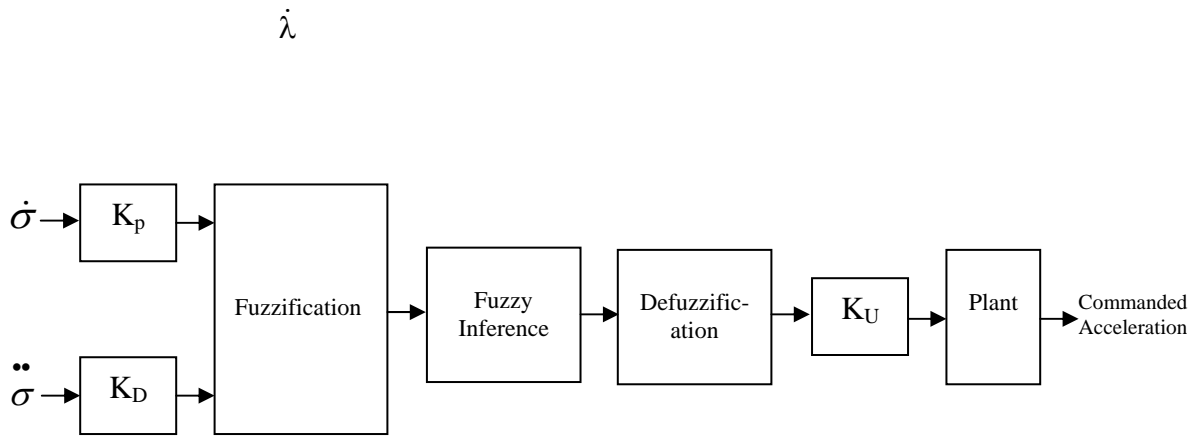 λ̇
σ̇
K_p
Fuzzification
Fuzzy
Inference
Defuzzific-
ation
K_U
Plant
Commanded
Acceleration
σ̈
K_D